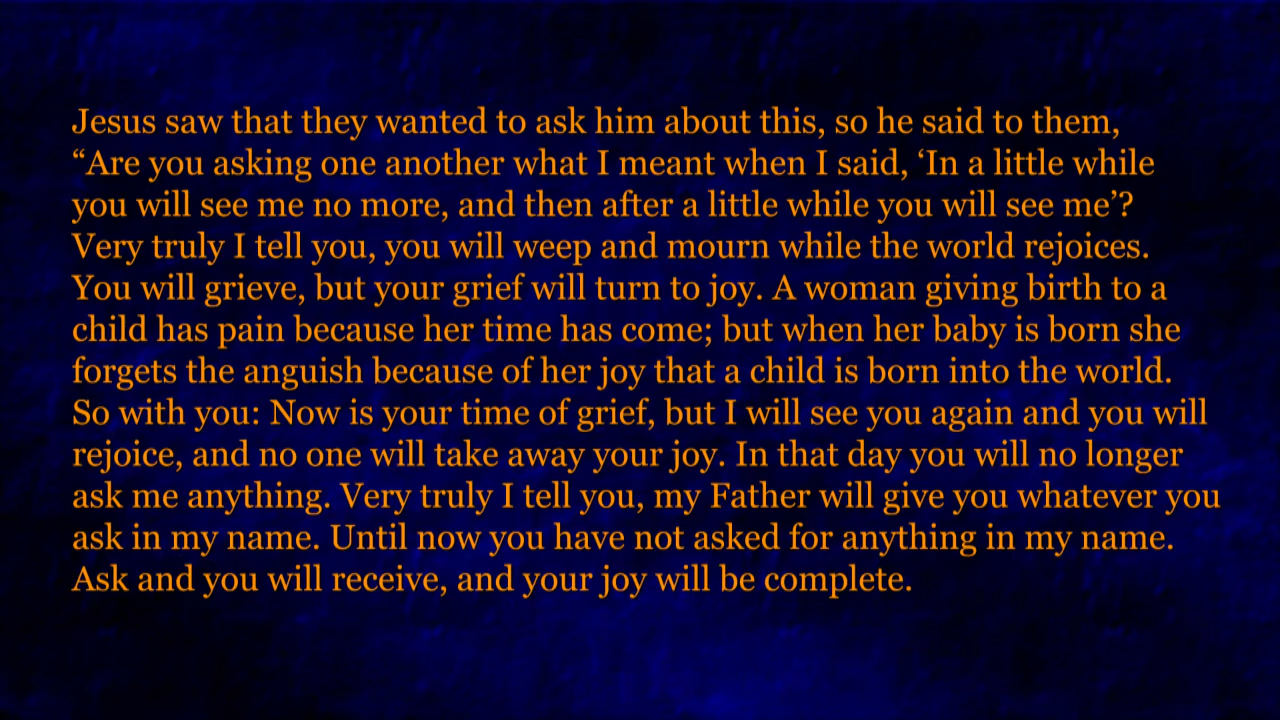 Jesus saw that they wanted to ask him about this, so he said to them,
“Are you asking one another what I meant when I said, ‘In a little while
you will see me no more, and then after a little while you will see me’?
Very truly I tell you, you will weep and mourn while the world rejoices.
You will grieve, but your grief will turn to joy. A woman giving birth to a
child has pain because her time has come; but when her baby is born she
forgets the anguish because of her joy that a child is born into the world.
So with you: Now is your time of grief, but I will see you again and you will
rejoice, and no one will take away your joy. In that day you will no longer
ask me anything. Very truly I tell you, my Father will give you whatever you
ask in my name. Until now you have not asked for anything in my name.
Ask and you will receive, and your joy will be complete.